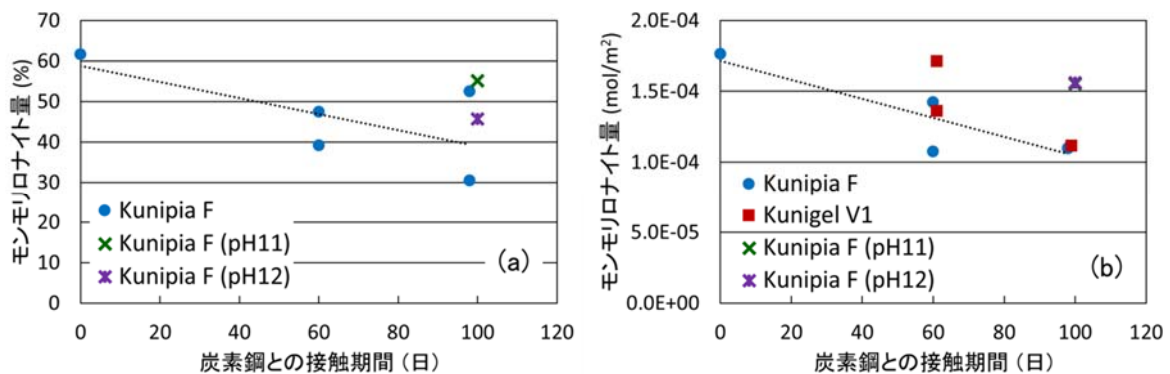 モンモリロナイト量 (%)
70
60
50
40
30
20
10
0
Kunipia F
Kunipia F (pH11)
Kunipia F (pH12)
(a)
0 20 40 60 80 100 120
炭素鋼との接触期間(日)
モンモリロナイト量 (mol/m²)
2.0E-04
1.5E-04
1.0E-04
5.0E-05
0.0E+00
Kunipia F
Kunigel V1
Kunipia F (pH11)
Kunipia F (pH12)
(b)
0 20 40 60 80 100 120
炭素鋼との接触期間(日)